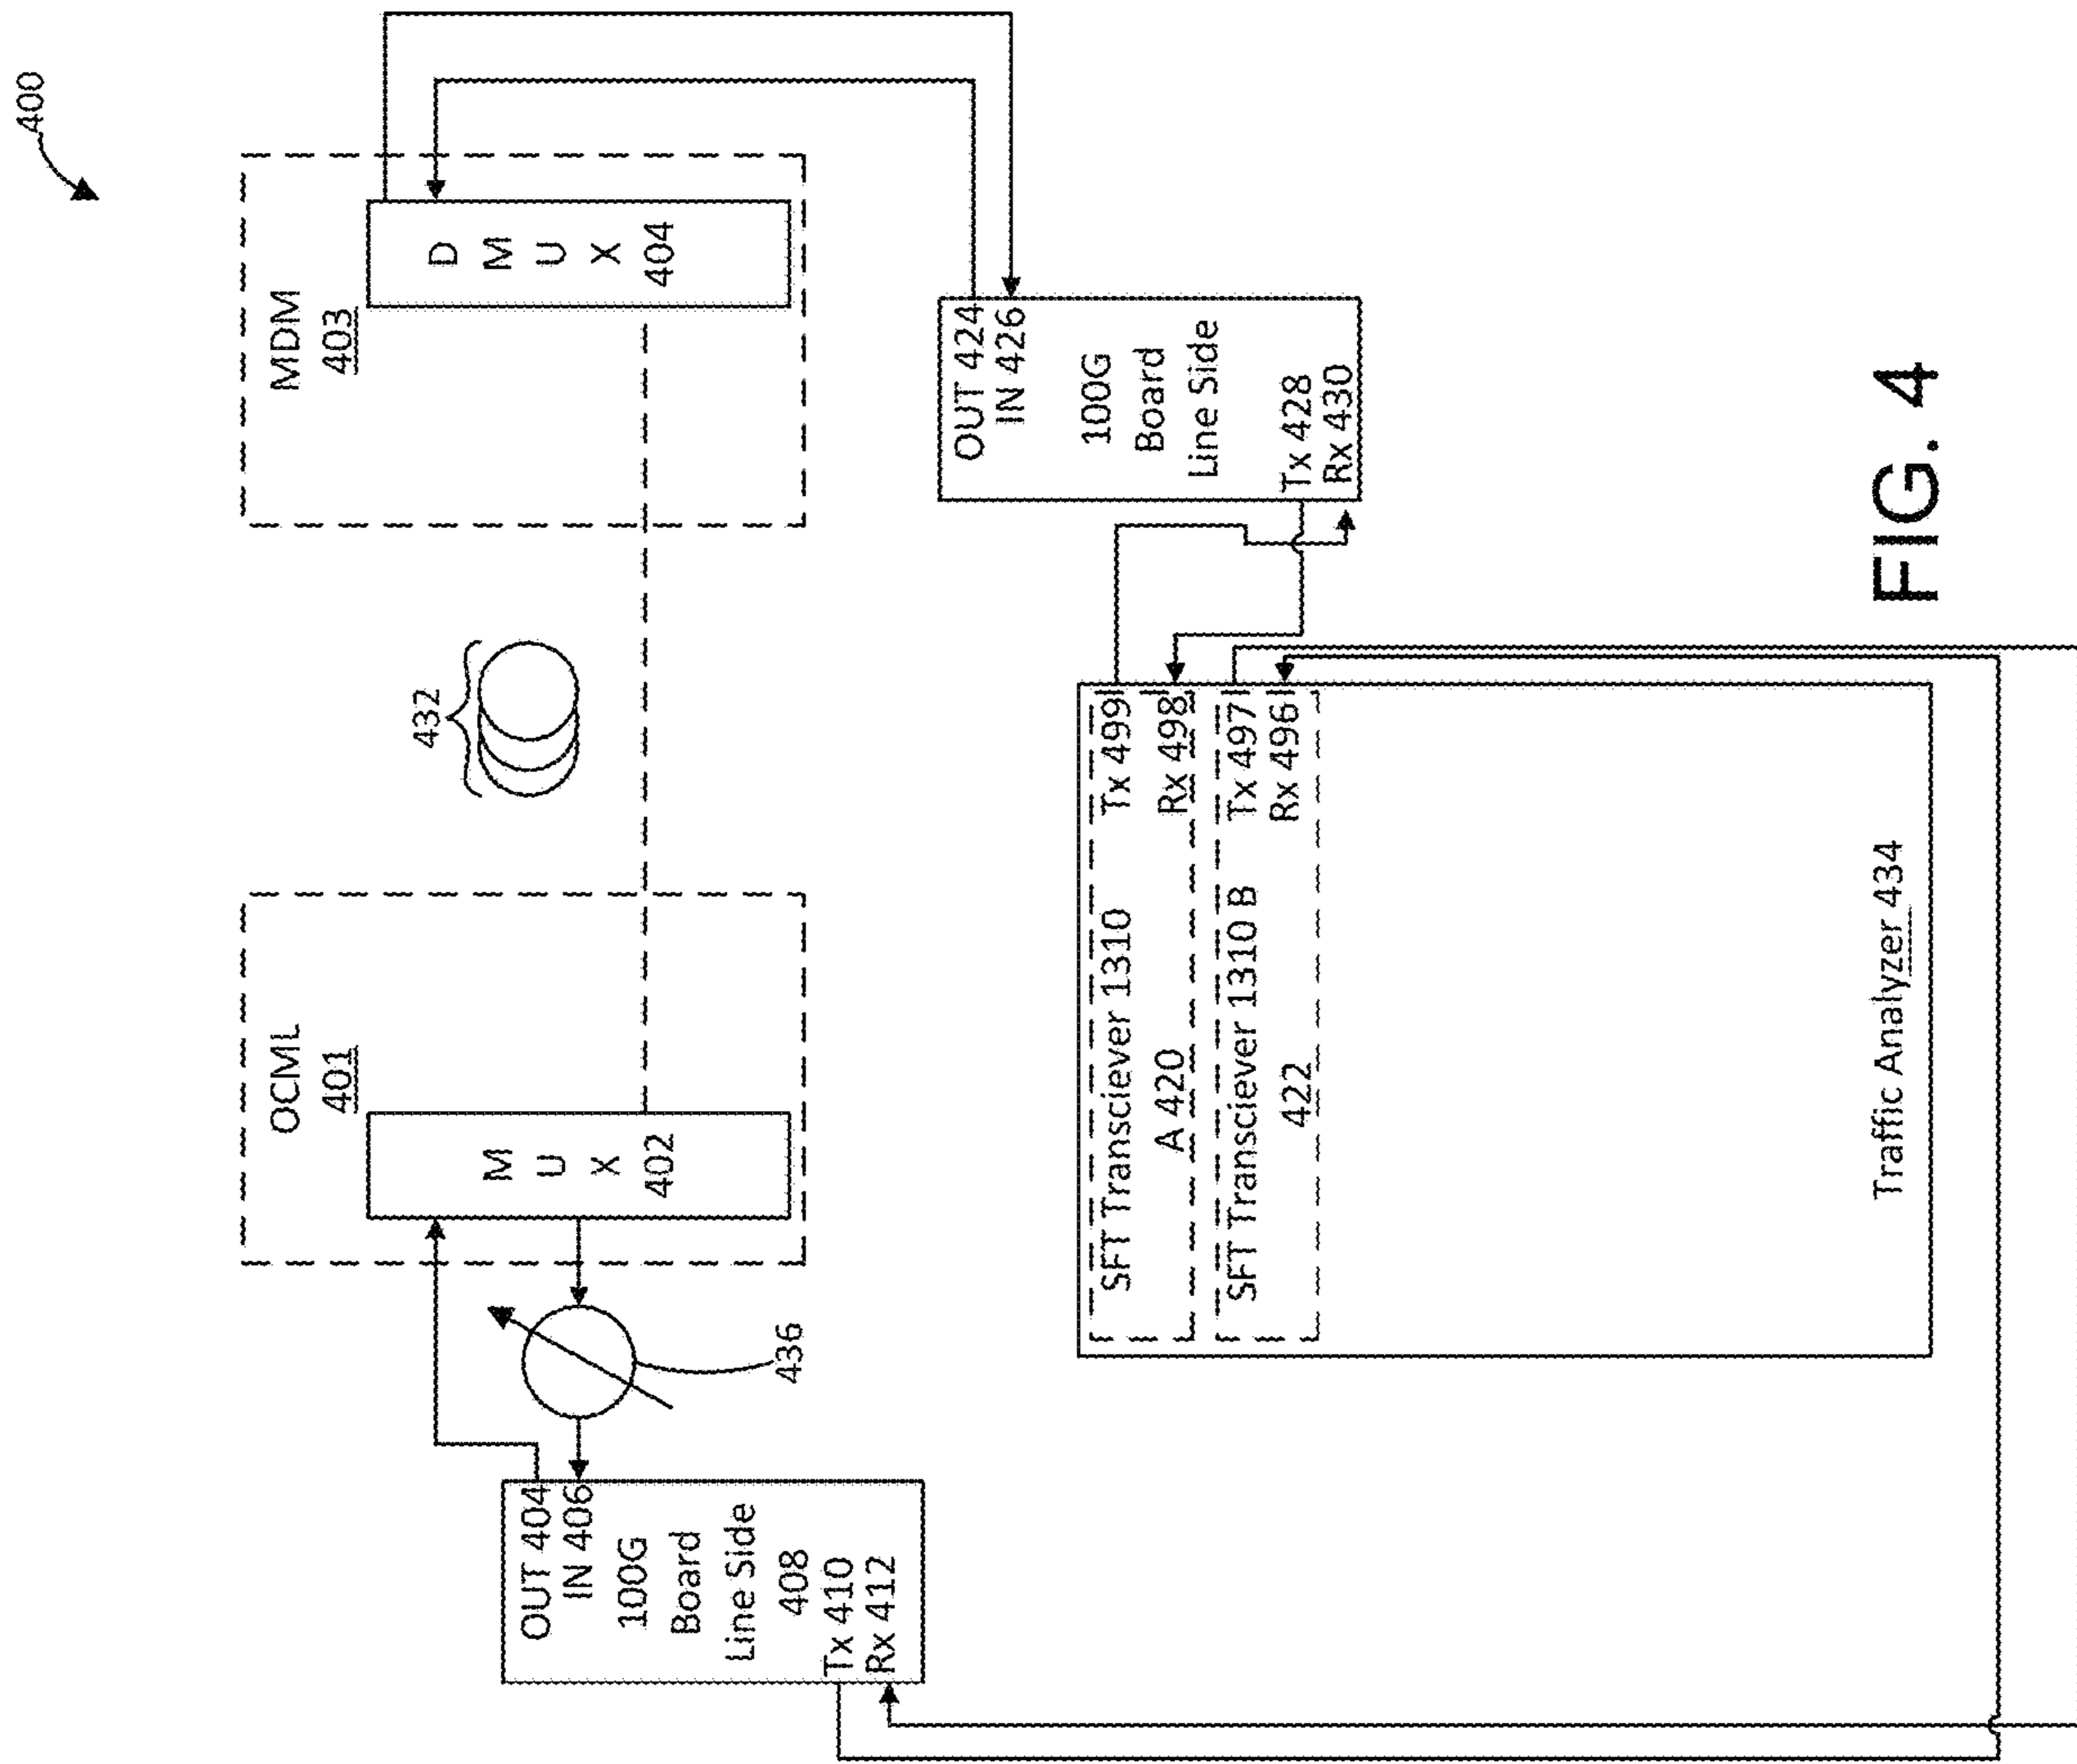 400
OCML
401
M
U
X
402
432
MDM
403
D
M
U
X
404
436
OUT 404
IN 406
100G
Board
Line Side
408
Tx 410
Rx 412
OUT 424
IN 426
100G
Board
Line Side
Tx 428
Rx 430
SFT Transciever 1310 Tx 499
A 420 Rx 498
SFT Transciever 1310 B Tx 497
422 Rx 496
Traffic Analyzer 434
FIG. 4